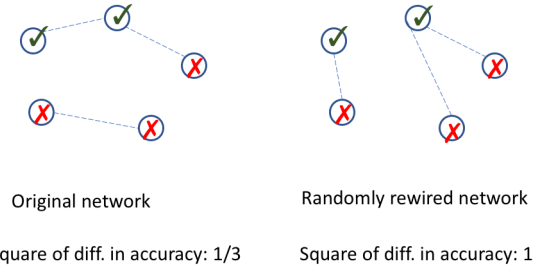 Original network
Randomly rewired network
quare of diff. in accuracy: 1/3
Square of diff. in accuracy: 1